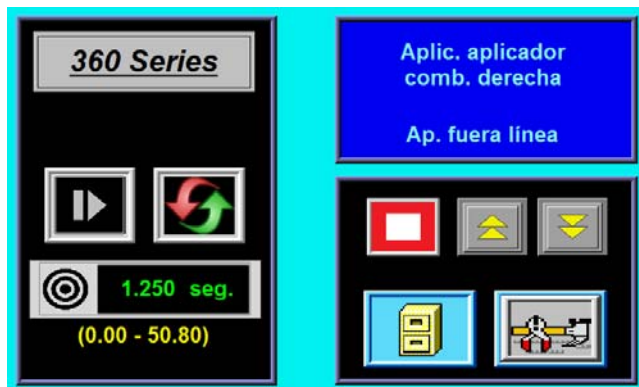 360 Series
1.250 seg.
(0.00 - 50.80)
Aplic. aplicador
comb. derecha
Ap. fuera línea